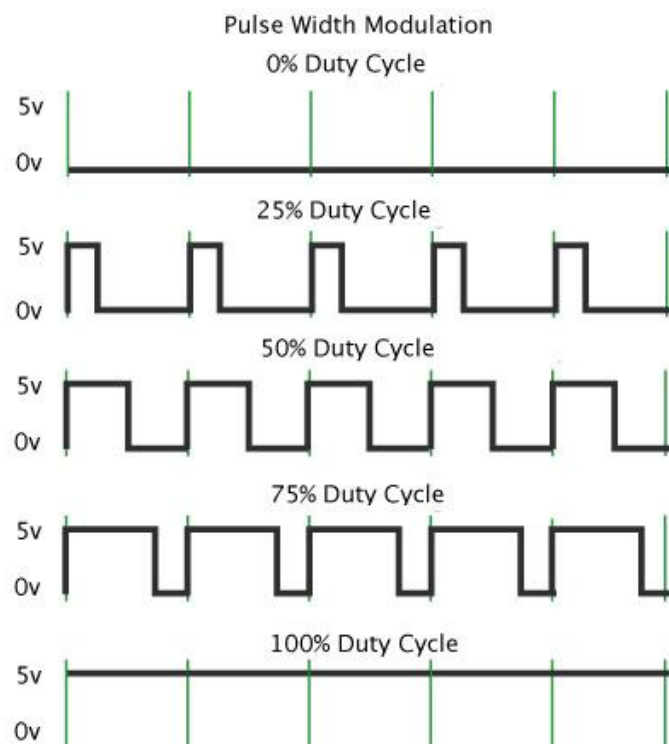 Pulse Width Modulation
0% Duty Cycle
5v
0v
25% Duty Cycle
5v
0v
50% Duty Cycle
5v
0v
75% Duty Cycle
5v
0v
100% Duty Cycle
5v
0v